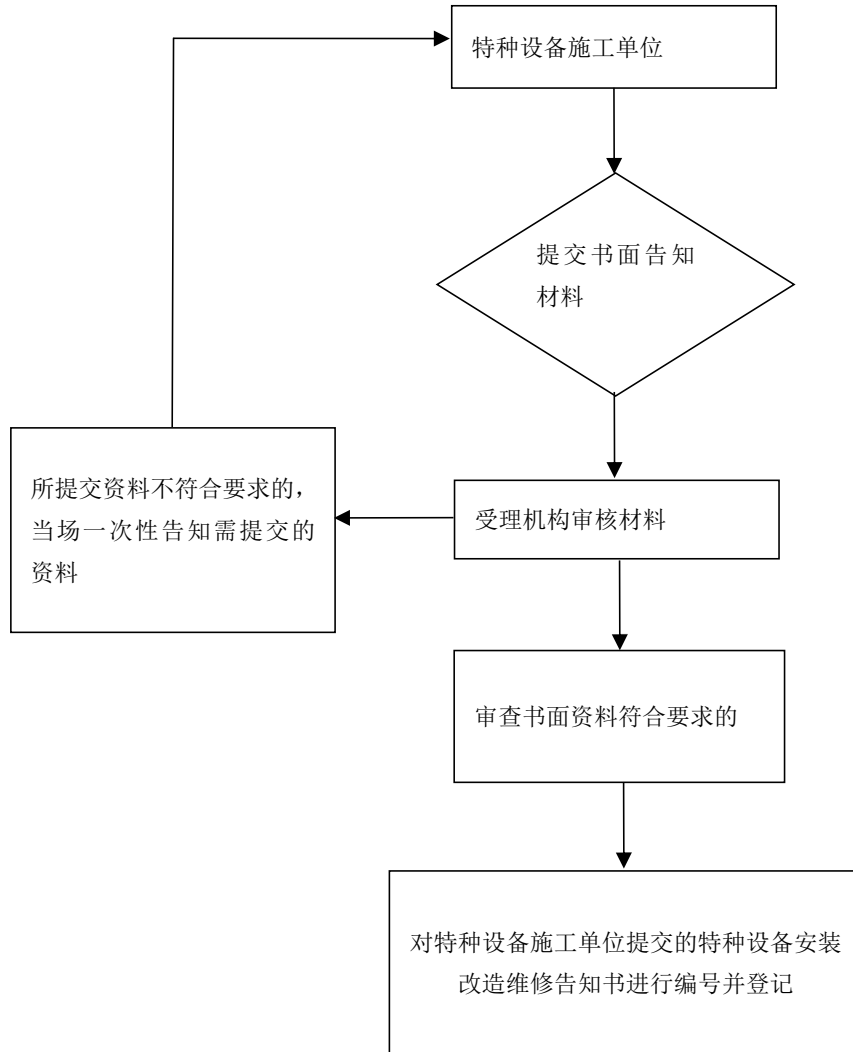 特种设备施工单位
提交书面告知
材料
所提交资料不符合要求的，
当场一次性告知需提交的
资料
受理机构审核材料
审查书面资料符合要求的
对特种设备施工单位提交的特种设备安装
改造维修告知书进行编号并登记